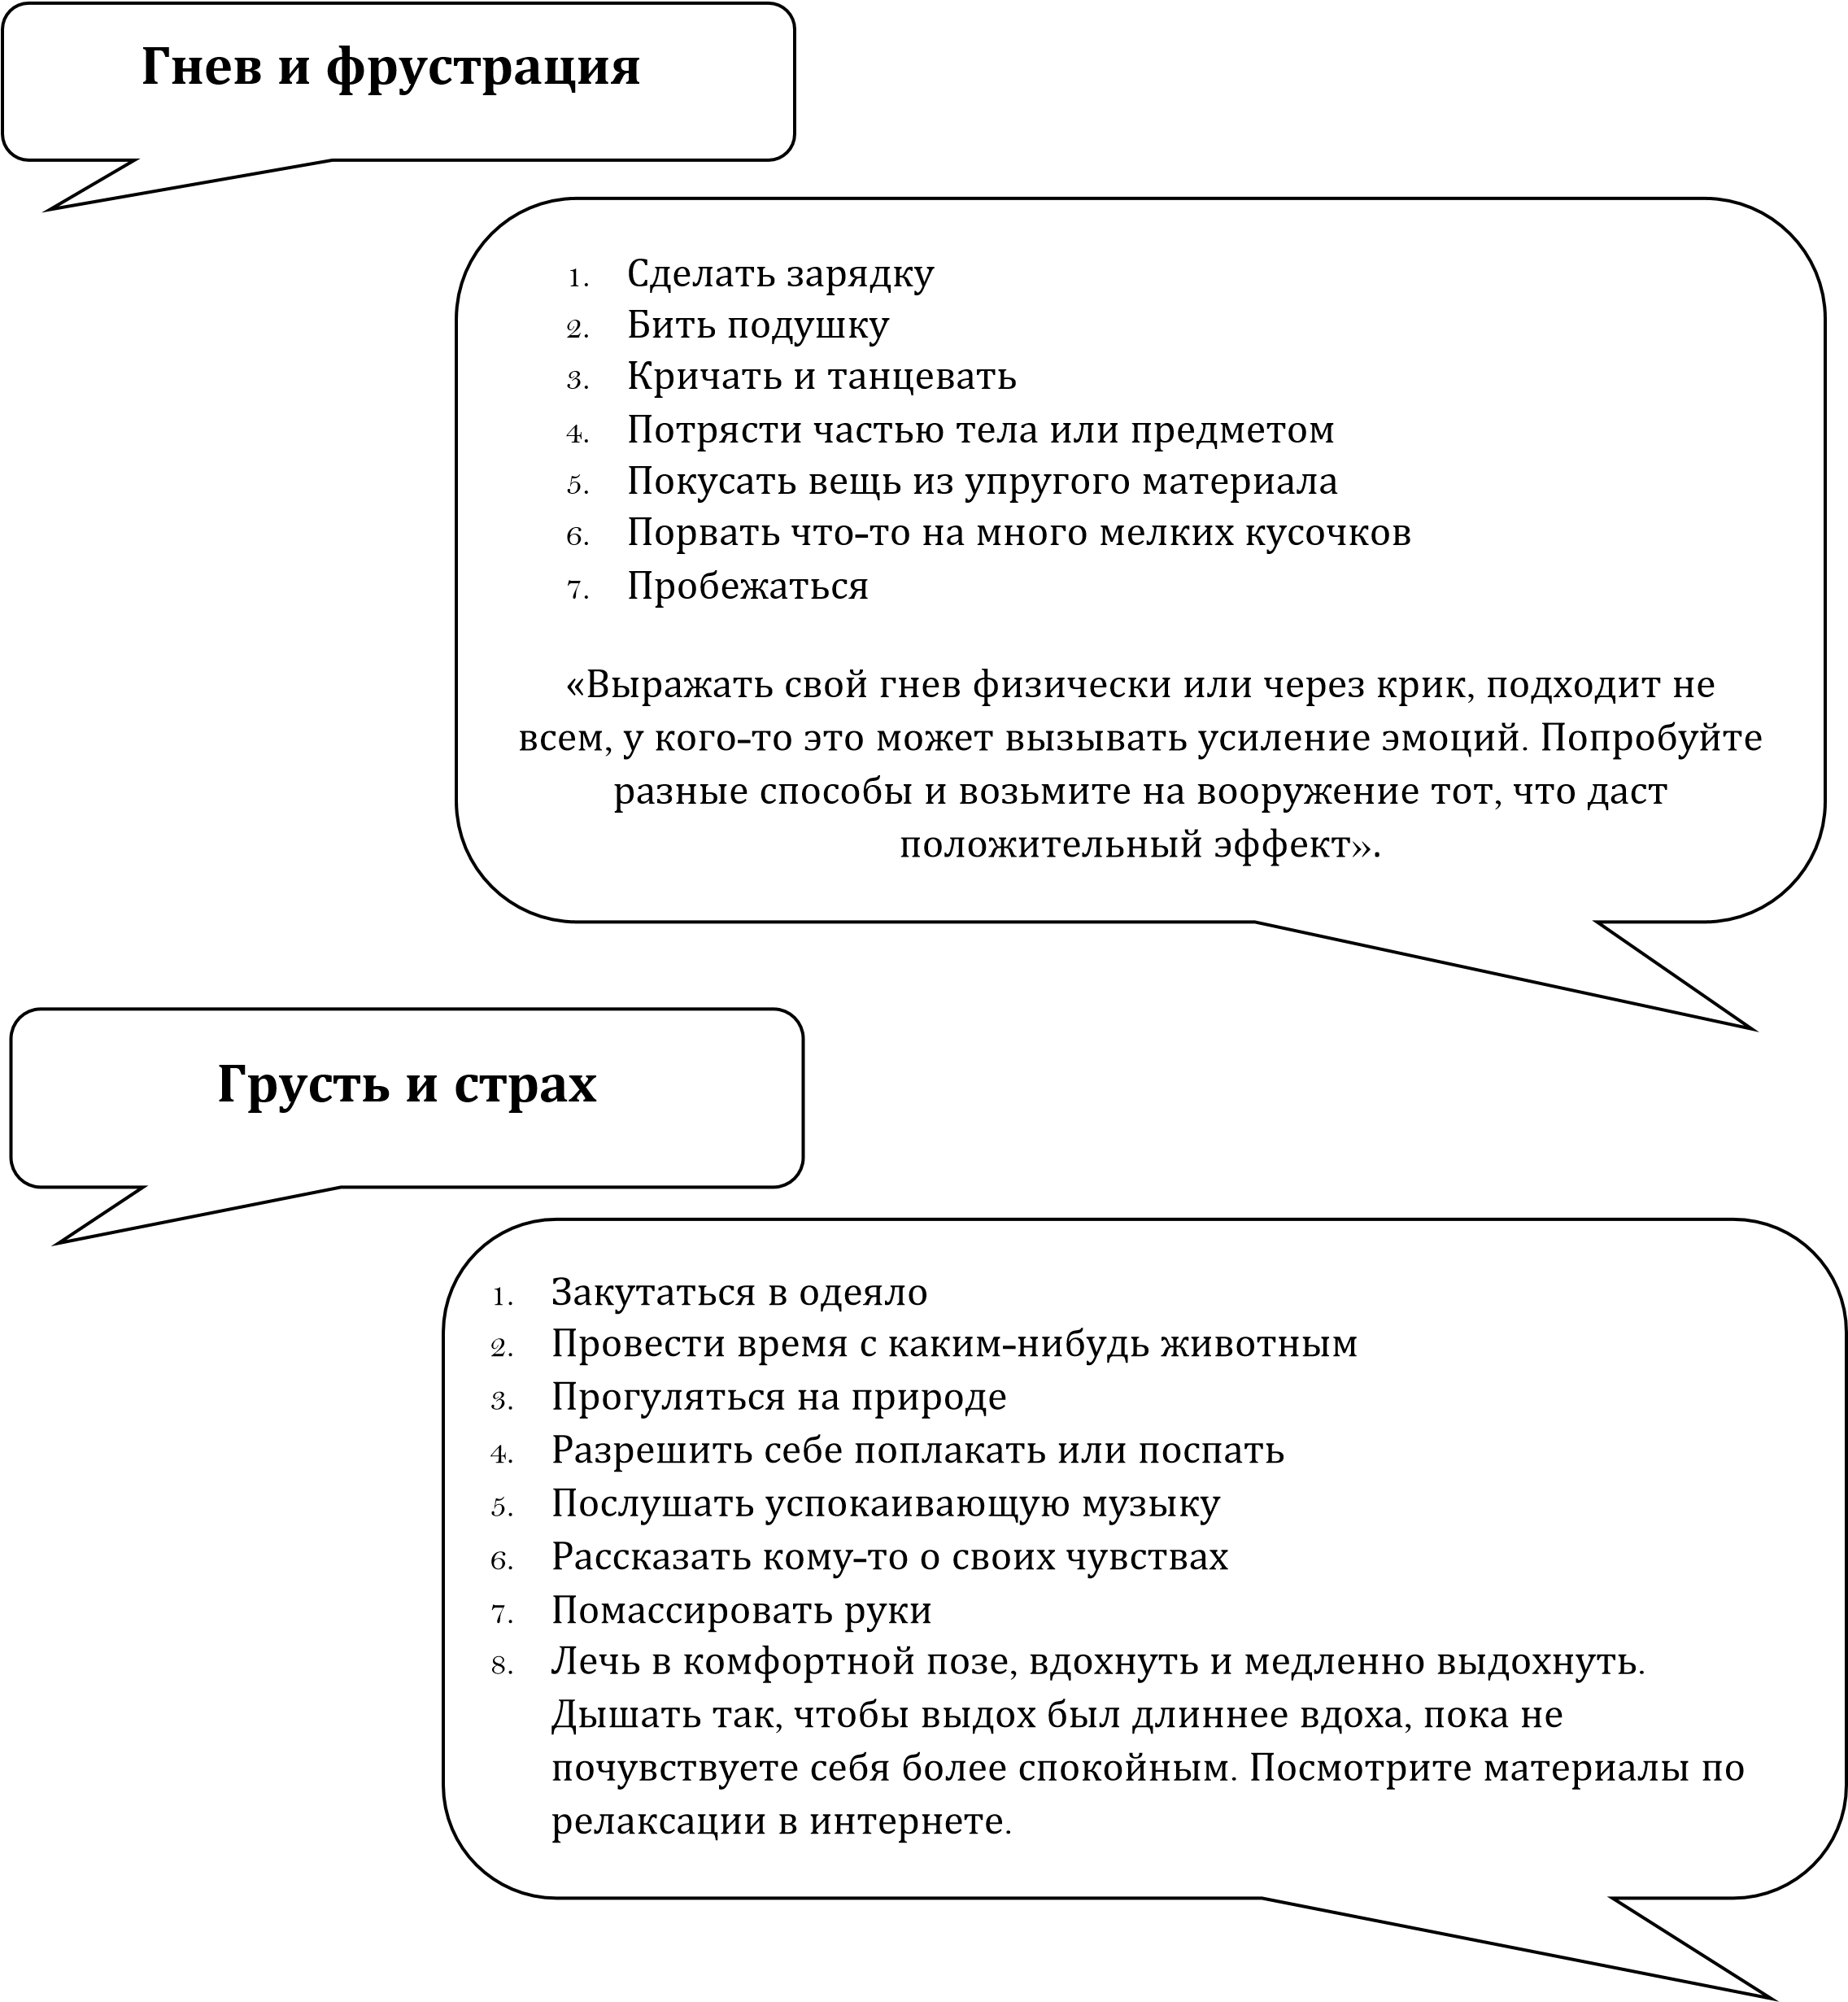 Гнев и фрустрация
1. Сделать зарядку
2. Бить подушку
3. Кричать и танцевать
4. Потрясти частью тела или предметом
5. Покусать вещь из упругого материала
6. Порвать что-то на много мелких кусочков
7. Пробежаться
«Выражать свой гнев физически или через крик, подходит не
всем, у кого-то это может вызывать усиление эмоций. Попробуйте
разные способы и возьмите на вооружение тот, что даст
положительный эффект».
Грусть и страх
1. Закутаться в одеяло
2. Провести время с каким-нибудь животным
3. Прогуляться на природе
4. Разрешить себе поплакать или поспать
5. Послушать успокаивающую музыку
6. Рассказать кому-то о своих чувствах
7. Помассировать руки
8. Лечь в комфортной позе, вдохнуть и медленно выдохнуть.
Дышать так, чтобы выдох был длиннее вдоха, пока не
почувствуете себя более спокойным. Посмотрите материалы по
релаксации в интернете.